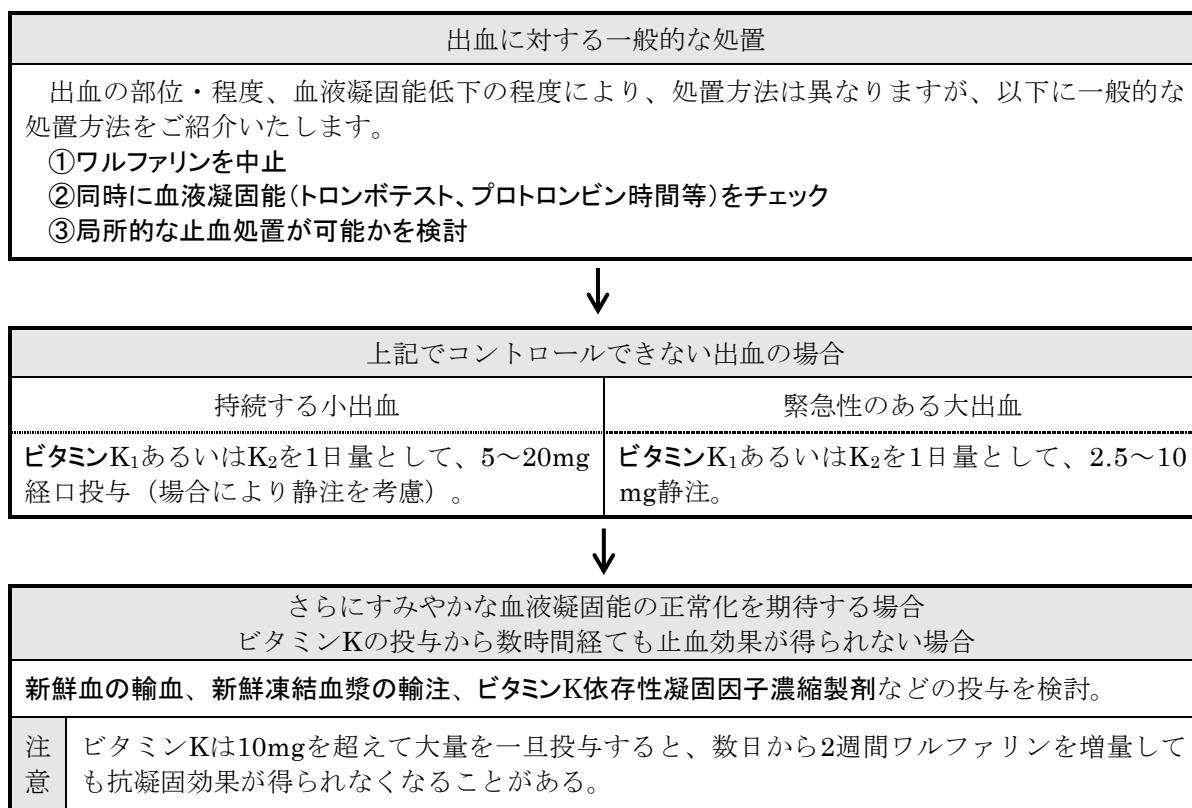 出血に対する一般的な処置
出血の部位・程度、血液凝固能低下の程度により、処置方法は異なりますが、以下に一般的な
処置方法をご紹介いたします。
①ワルファリンを中止
②同時に血液凝固能(トロンボテスト、プロトロンビン時間等)をチェック
③局所的な止血処置が可能かを検討
上記でコントロールできない出血の場合
持続する小出血
ビタミンK₁あるいはK₂を1日量として、5～20mg
経口投与（場合により静注を考慮）。
緊急性のある大出血
ビタミンK₁あるいはK₂を1日量として、2.5～10
mg静注。
さらにすみやかな血液凝固能の正常化を期待する場合
ビタミンKの投与から数時間経ても止血効果が得られない場合
新鮮血の輸血、新鮮凍結血漿の輸注、ビタミンK依存性凝固因子濃縮製剤などの投与を検討。
注意
ビタミンKは10mgを超えて大量を一旦投与すると、数日から2週間ワルファリンを増量して
も抗凝固効果が得られなくなることがある。